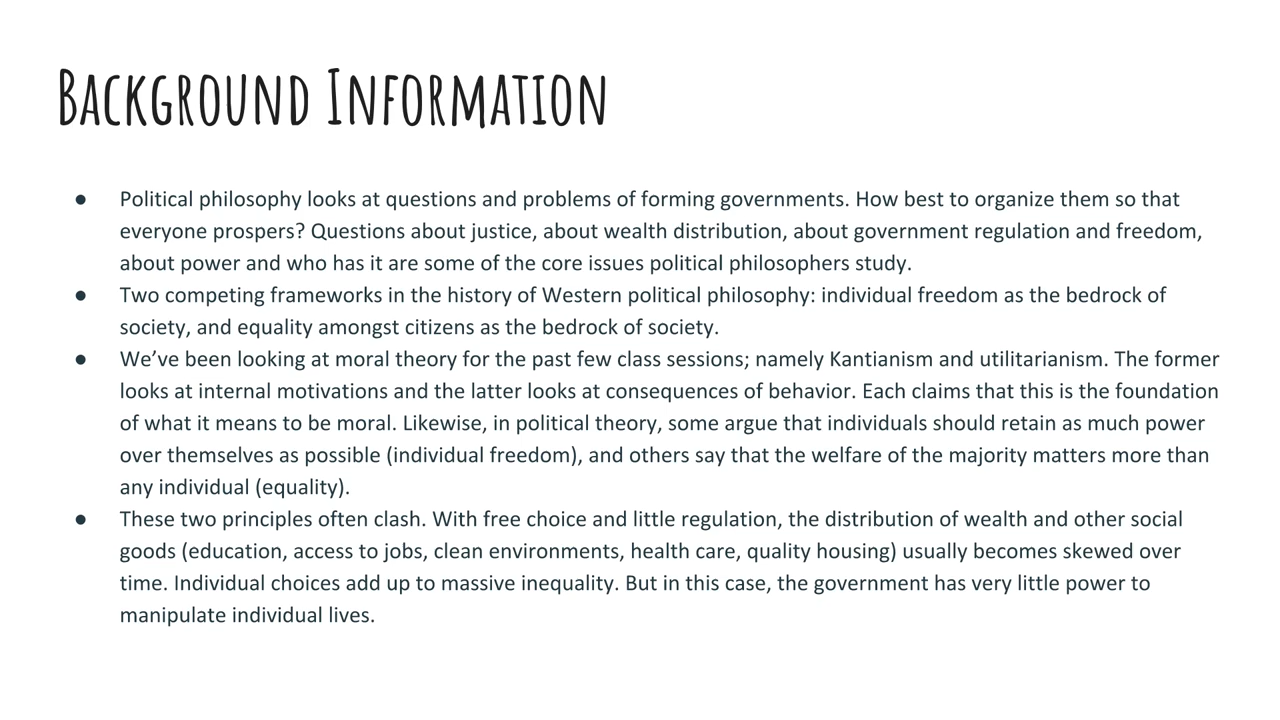 Background Information
● Political philosophy looks at questions and problems of forming governments. How best to organize them so that
everyone prospers? Questions about justice, about wealth distribution, about government regulation and freedom,
about power and who has it are some of the core issues political philosophers study.
● Two competing frameworks in the history of Western political philosophy: individual freedom as the bedrock of
society, and equality amongst citizens as the bedrock of society.
● We’ve been looking at moral theory for the past few class sessions; namely Kantianism and utilitarianism. The former
looks at internal motivations and the latter looks at consequences of behavior. Each claims that this is the foundation
of what it means to be moral. Likewise, in political theory, some argue that individuals should retain as much power
over themselves as possible (individual freedom), and others say that the welfare of the majority matters more than
any individual (equality).
● These two principles often clash. With free choice and little regulation, the distribution of wealth and other social
goods (education, access to jobs, clean environments, health care, quality housing) usually becomes skewed over
time. Individual choices add up to massive inequality. But in this case, the government has very little power to
manipulate individual lives.